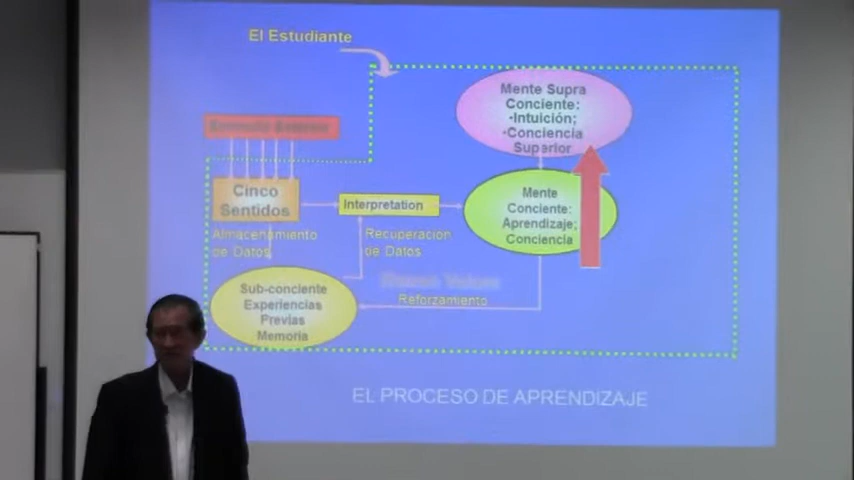 El Estudiante
Mente Supra
Conciente:
-Intuición;
-Conciencia
Superior
Cinco
Sentidos
Interpretation
Mente
Conciente:
Aprendizaje;
Conciencia
Almacenamiento
de Datos
Recuperacion
de Datos
Sub-conciente
Experiencias
Previas
Memoria
Reforzamiento
EL PROCESO DE APRENDIZAJE